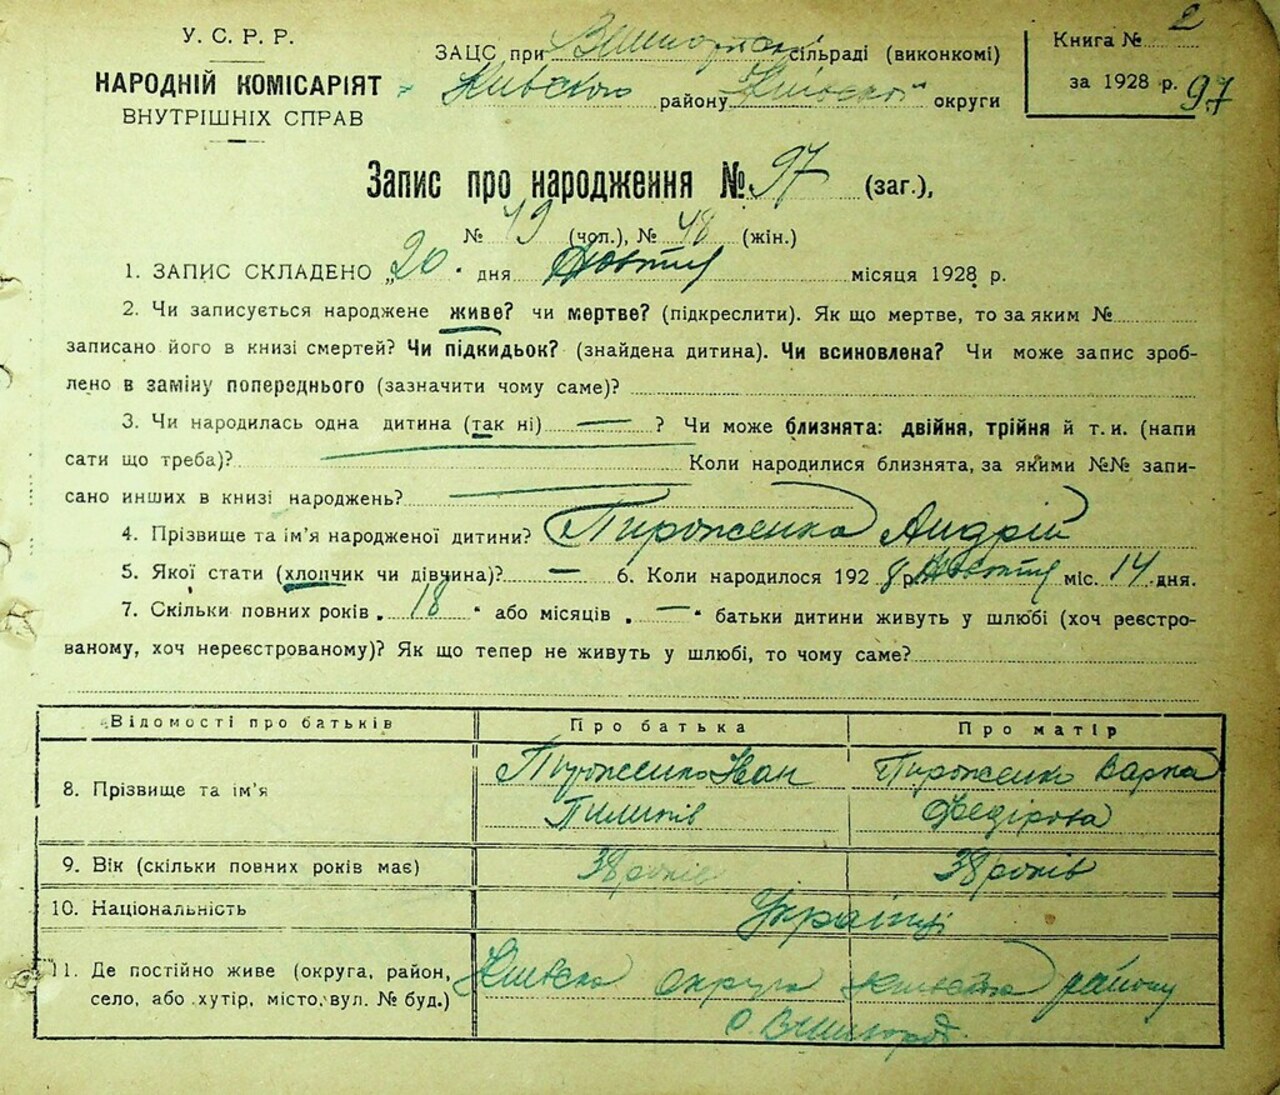 У. С. Р. Р.
НАРОДНІЙ КОМІСАРІЯТ
ВНУТРІШНІХ СПРАВ
ЗАЦС при Вишгородській сільраді (виконкомі)
Київского району Київської округи
Книга № 2
за 1928 р.
97
Запис про народження № 97 (заг.),
№ 49 (чол.), № 48 (жін.)
1. ЗАПИС СКЛАДЕНО „20" дня Жовтня місяця 1928 р.
2. Чи записується народжене живе? чи мертве? (підкреслити). Як що мертве, то за яким №
записано його в книзі смертей? Чи підкидьок? (знайдена дитина). Чи всиновлена? Чи може запис зроб-
лено в заміну попереднього (зазначити чому саме)?
3. Чи народилась одна дитина (так ні) — ? Чи може близнята: двійня, трійня й т. и. (напи
сати що треба)? Коли народилися близнята, за якими №№ запи-
сано инших в книзі народжень?
4. Прізвище та ім'я народженої дитини? Пироженко Андрій
5. Якої стати (хлопчик чи дівчина)? — 6. Коли народилося 1928 р. Жовтня міс. 14 дня.
7. Скільки повних років „18" або місяців „—" батьки дитини живуть у шлюбі (хоч реєстро-
ваному, хоч нереєстрованому)? Як що тепер не живуть у шлюбі, то чому саме?
Відомості про батьків Про батька Про матір
8. Прізвище та ім'я Пироженко Іван Пироженко Варка
Пилипів Федірова
9. Вік (скільки повних років має) 38 років 38 років
10. Національність Українці
11. Де постійно живе (округа, район, Київська округа Київського району
село, або хутір, місто, вул. № буд.) с. Вишгород.